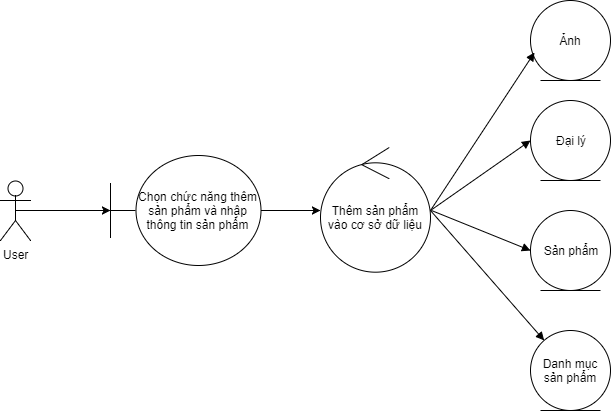 User
Chọn chức năng thêm
sản phẩm và nhập
thông tin sản phẩm
Thêm sản phẩm
vào cơ sở dữ liệu
Ảnh
Đại lý
Sản phẩm
Danh mục
sản phẩm